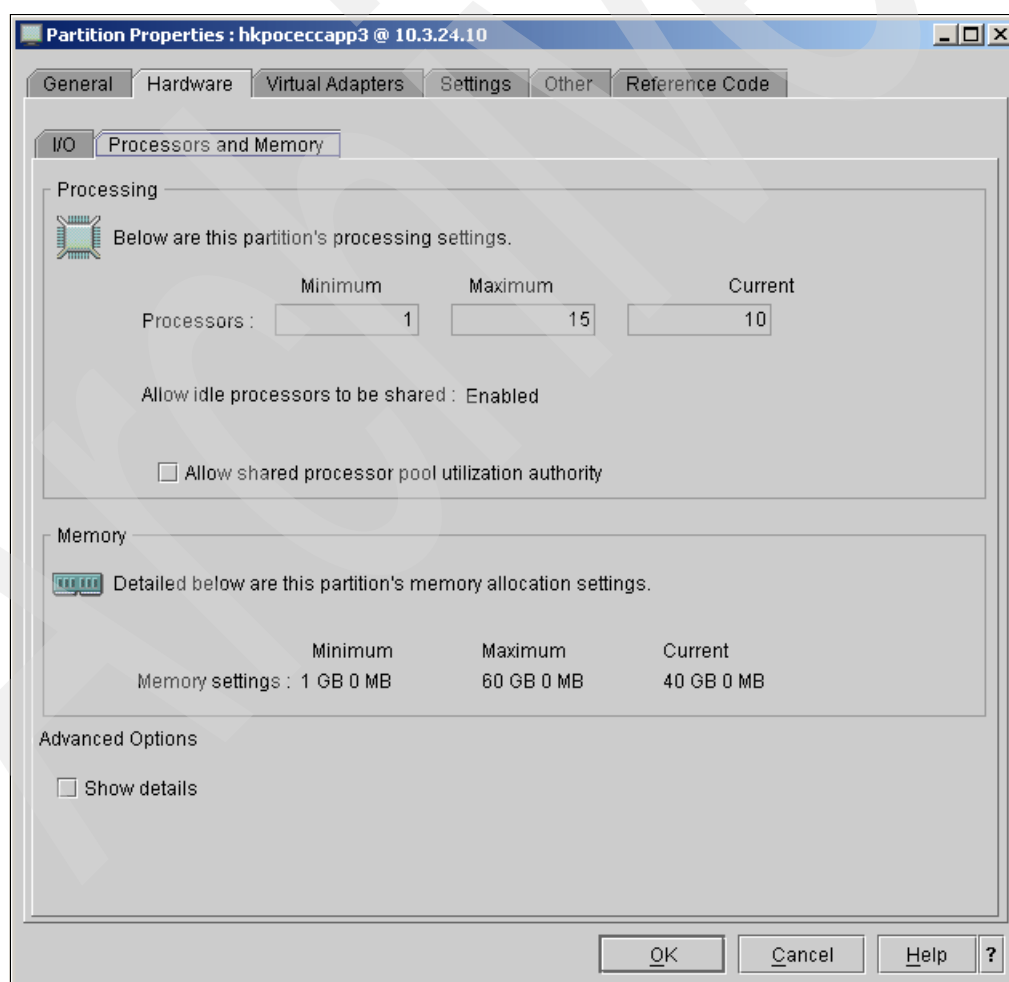 Partition Properties : hkpoceccapp3 @ 10.3.24.10
General Hardware Virtual Adapters Settings Other Reference Code
I/O Processors and Memory
Processing
Below are this partition's processing settings.
Minimum Maximum Current
Processors : 1 15 10
Allow idle processors to be shared : Enabled
Allow shared processor pool utilization authority
Memory
Detailed below are this partition's memory allocation settings.
Minimum Maximum Current
Memory settings : 1 GB 0 MB 60 GB 0 MB 40 GB 0 MB
Advanced Options
Show details
OK Cancel Help ?